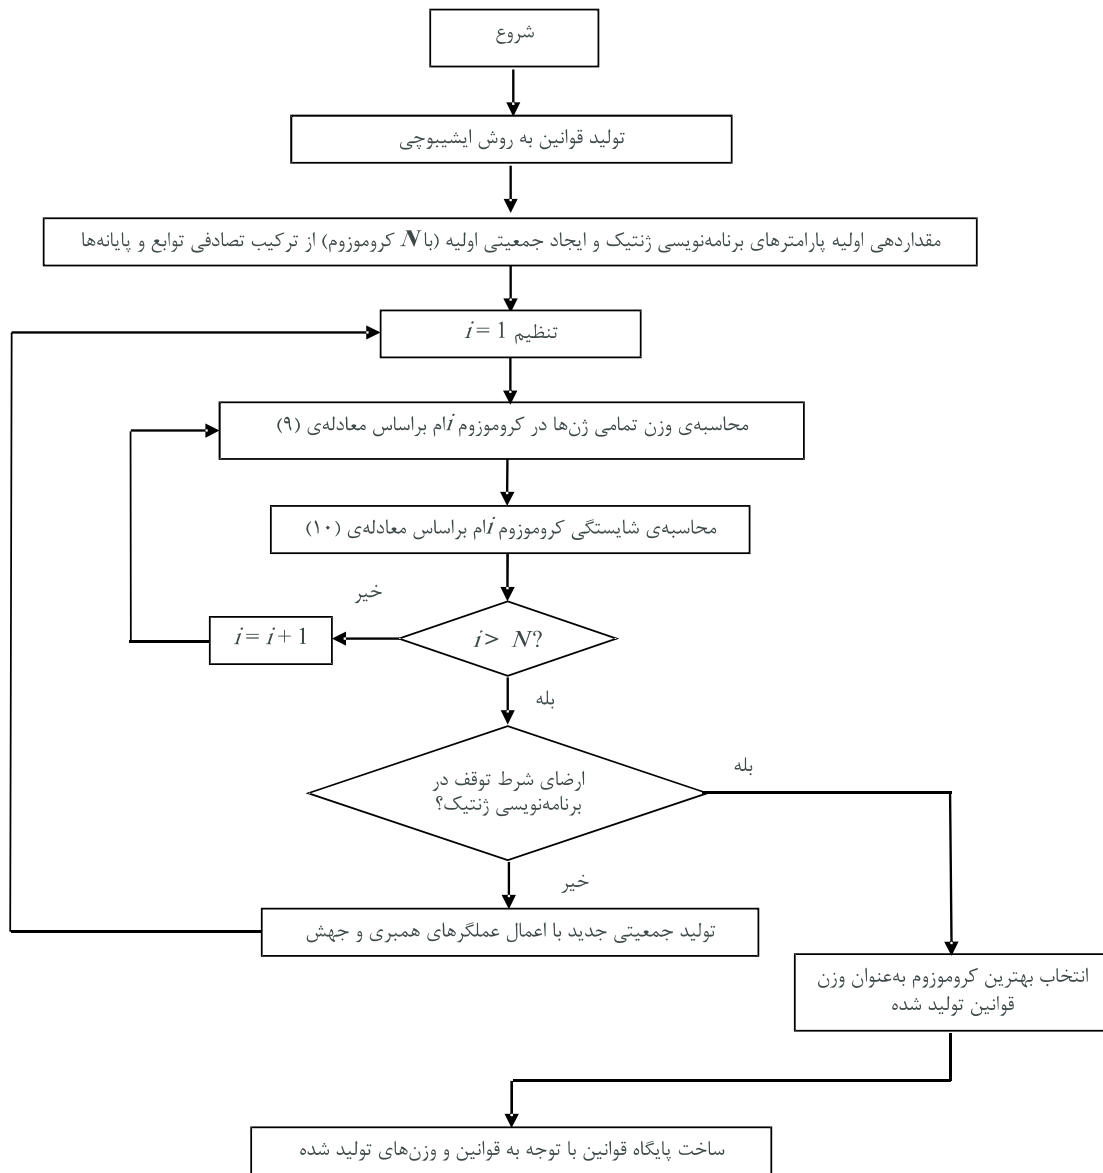 شروع
تولید قوانین به روش ایشیبوچی
مقداردهی اولیه پارامترهای برنامه‌نویسی ژنتیک و ایجاد جمعیتی اولیه (با N کروموزوم) از ترکیب تصادفی توابع و پایانه‌ها
تنظیم i = 1
محاسبه‌ی وزن تمامی ژن‌ها در کروموزوم iام براساس معادله‌ی (۹)
محاسبه‌ی شایستگی کروموزوم iام براساس معادله‌ی (۱۰)
خیر
i = i + 1
i > N?
بله
ارضای شرط توقف در
برنامه‌نویسی ژنتیک؟
بله
خیر
تولید جمعیتی جدید با اعمال عملگرهای همبری و جهش
انتخاب بهترین کروموزوم به‌عنوان وزن
قوانین تولید شده
ساخت پایگاه قوانین با توجه به قوانین و وزن‌های تولید شده